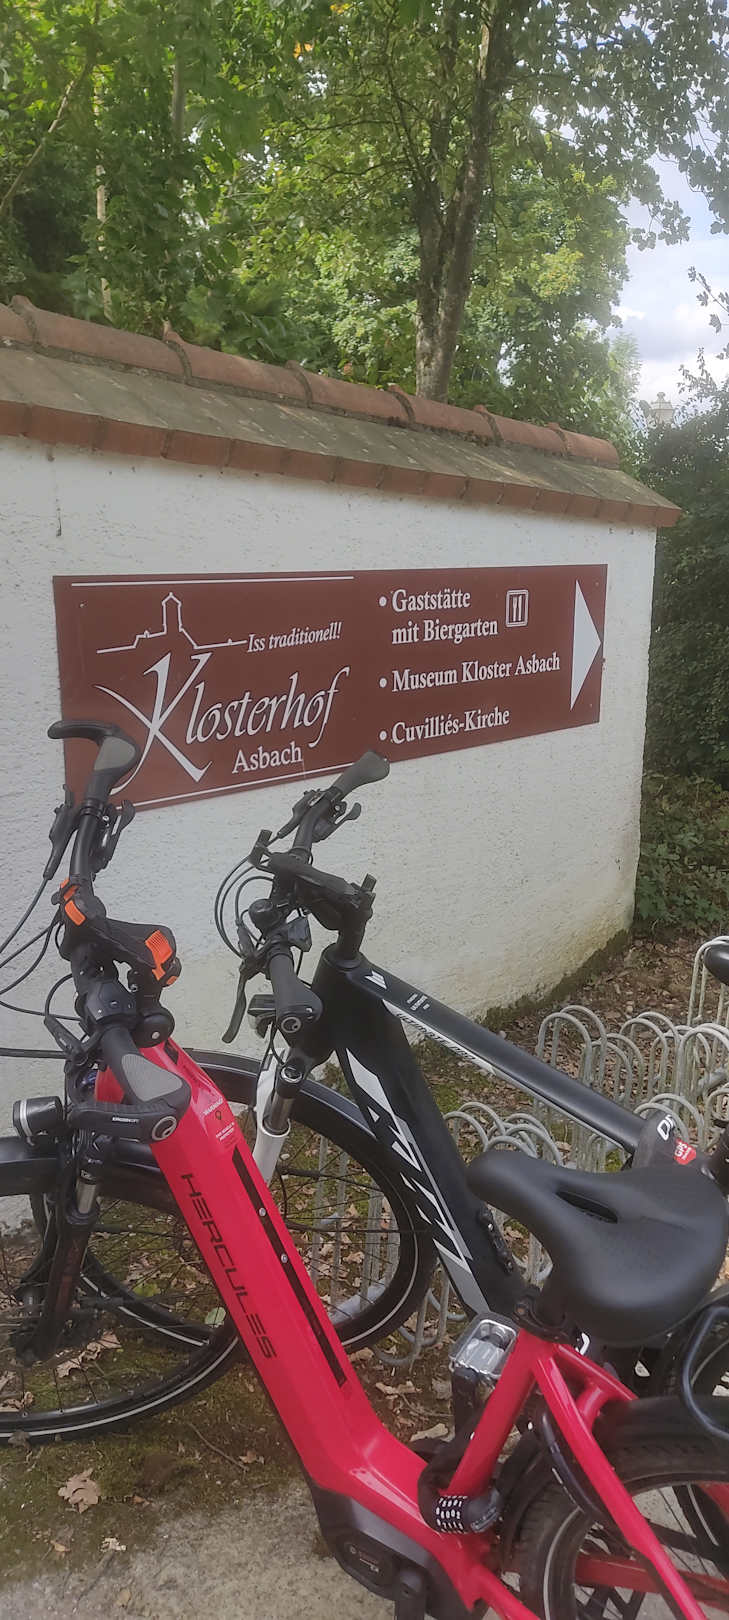 Iss traditionell!
Klosterhof
Asbach
• Gaststätte
mit Biergarten
• Museum Kloster Asbach
• Cuvilliés-Kirche
HERCULES